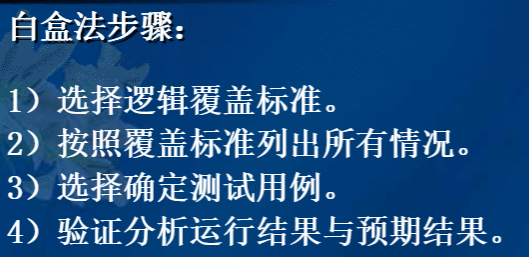 白盒法步骤：
1）选择逻辑覆盖标准。
2）按照覆盖标准列出所有情况。
3）选择确定测试用例。
4）验证分析运行结果与预期结果。